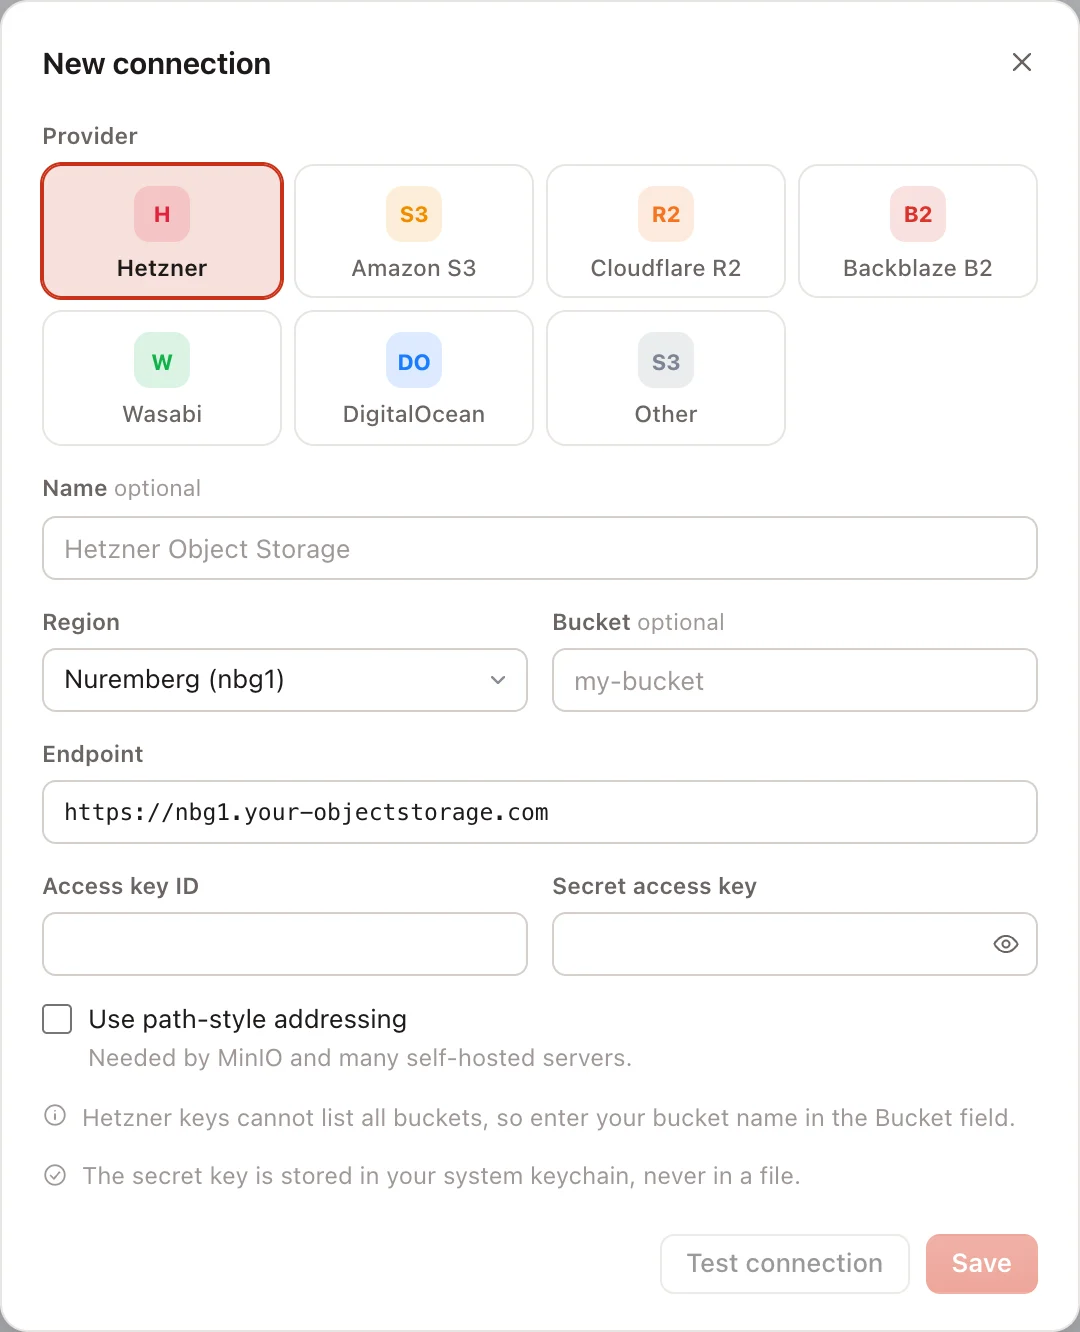 New connection
Provider
H
Hetzner
S3
Amazon S3
R2
Cloudflare R2
B2
Backblaze B2
W
Wasabi
DO
DigitalOcean
S3
Other
Name optional
Hetzner Object Storage
Region
Bucket optional
Nuremberg (nbg1)
my-bucket
Endpoint
https://nbg1.your-objectstorage.com
Access key ID
Secret access key
Use path-style addressing
Needed by MinIO and many self-hosted servers.
Hetzner keys cannot list all buckets, so enter your bucket name in the Bucket field.
The secret key is stored in your system keychain, never in a file.
Test connection
Save